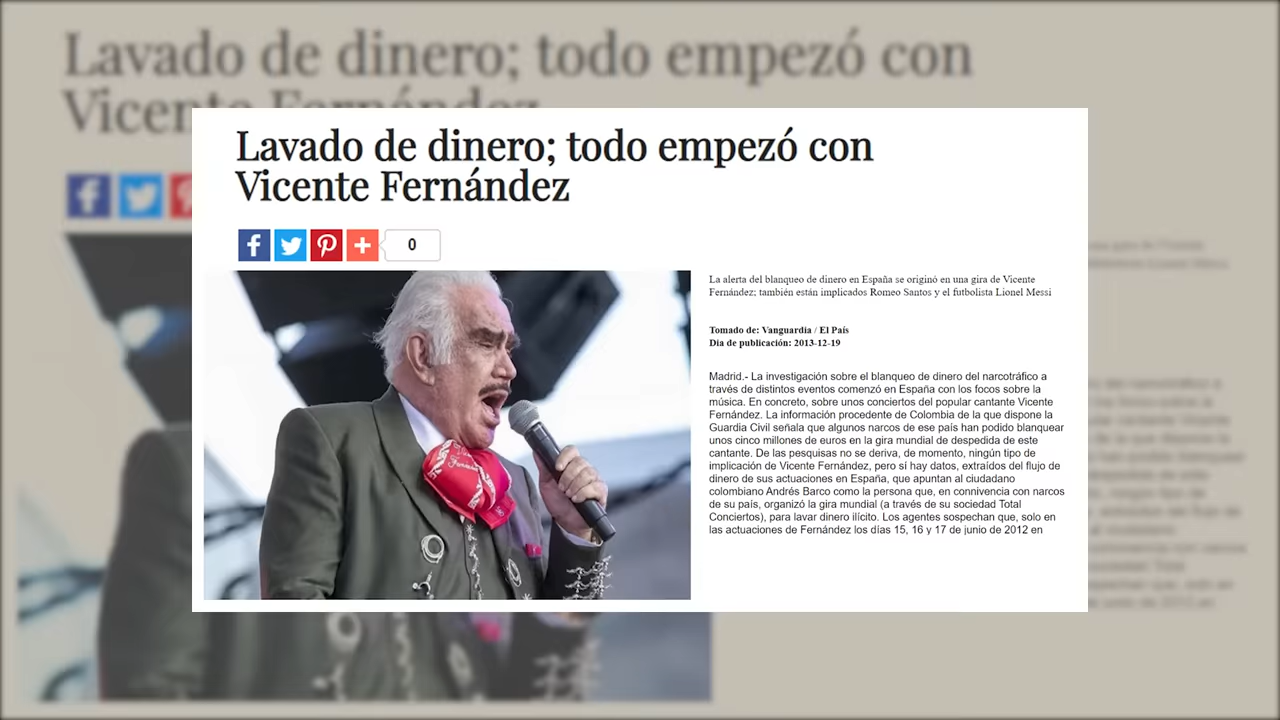 Lavado de dinero; todo empezó con
Vicente Fernández
0
La alerta del blanqueo de dinero en España se originó en una gira de Vicente
Fernández; también están implicados Romeo Santos y el futbolista Lionel Messi
Tomado de: Vanguardia / El País
Dia de publicación: 2013-12-19
Madrid.- La investigación sobre el blanqueo de dinero del narcotráfico a
través de distintos eventos comenzó en España con los focos sobre la
música. En concreto, sobre unos conciertos del popular cantante Vicente
Fernández. La información procedente de Colombia de la que dispone la
Guardia Civil señala que algunos narcos de ese país han podido blanquear
unos cinco millones de euros en la gira mundial de despedida de este
cantante. De las pesquisas no se deriva, de momento, ningún tipo de
implicación de Vicente Fernández, pero sí hay datos, extraídos del flujo de
dinero de sus actuaciones en España, que apuntan al ciudadano
colombiano Andrés Barco como la persona que, en connivencia con narcos
de su país, organizó la gira mundial (a través de su sociedad Total
Conciertos), para lavar dinero ilícito. Los agentes sospechan que, solo en
las actuaciones de Fernández los días 15, 16 y 17 de junio de 2012 en
Lavado de dinero; todo empezó con
Vicente Fernández